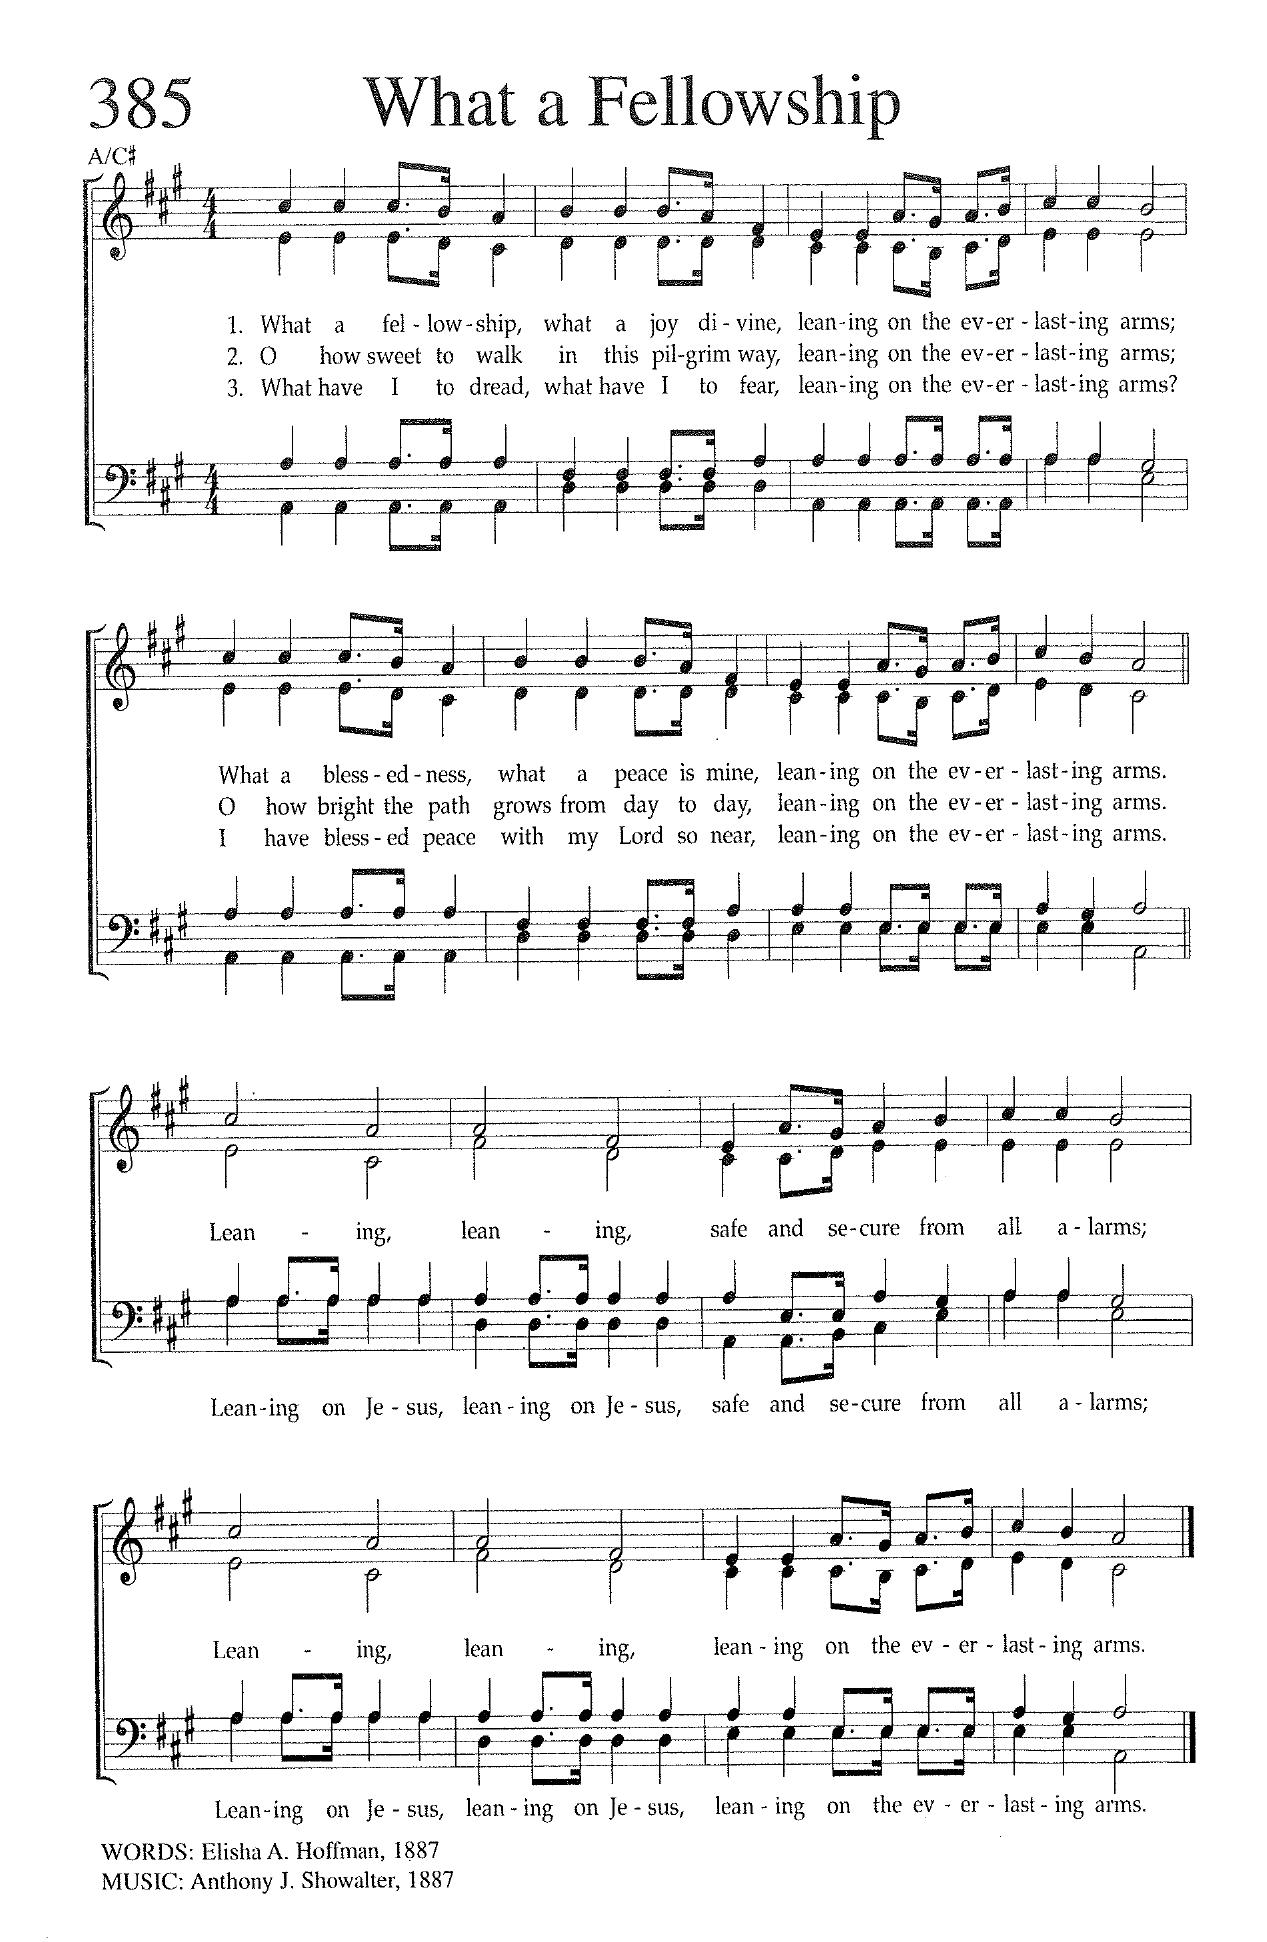 385 What a Fellowship
A/C♯
1. What a fel - low - ship, what a joy di - vine, lean - ing on the ev - er - last - ing arms;
2. O how sweet to walk in this pil - grim way, lean - ing on the ev - er - last - ing arms;
3. What have I to dread, what have I to fear, lean - ing on the ev - er - last - ing arms?
What a bless - ed - ness, what a peace is mine, lean - ing on the ev - er - last - ing arms.
O how bright the path grows from day to day, lean - ing on the ev - er - last - ing arms.
I have bless - ed peace with my Lord so near, lean - ing on the ev - er - last - ing arms.
Lean - ing, lean - ing, safe and se - cure from all a - larms;
Lean - ing on Je - sus, lean - ing on Je - sus, safe and se - cure from all a - larms;
Lean - ing, lean - ing, lean - ing on the ev - er - last - ing arms.
Lean - ing on Je - sus, lean - ing on Je - sus, lean - ing on the ev - er - last - ing arms.
WORDS: Elisha A. Hoffman, 1887
MUSIC: Anthony J. Showalter, 1887